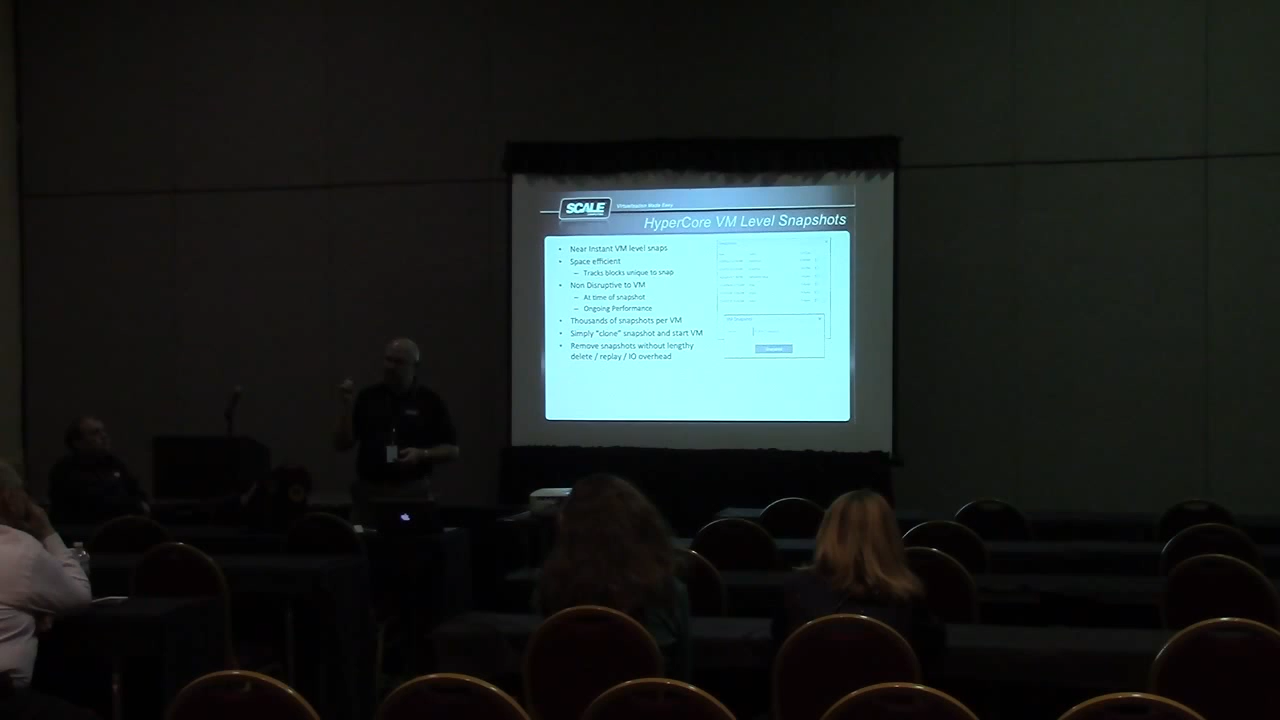 SCALE
Virtualization Made Easy
HyperCore VM Level Snapshots
• Near Instant VM level snaps
• Space efficient
– Tracks blocks unique to snap
• Non Disruptive to VM
– At time of snapshot
– Ongoing Performance
• Thousands of snapshots per VM
• Simply "clone" snapshot and start VM
• Remove snapshots without lengthy
delete / replay / IO overhead